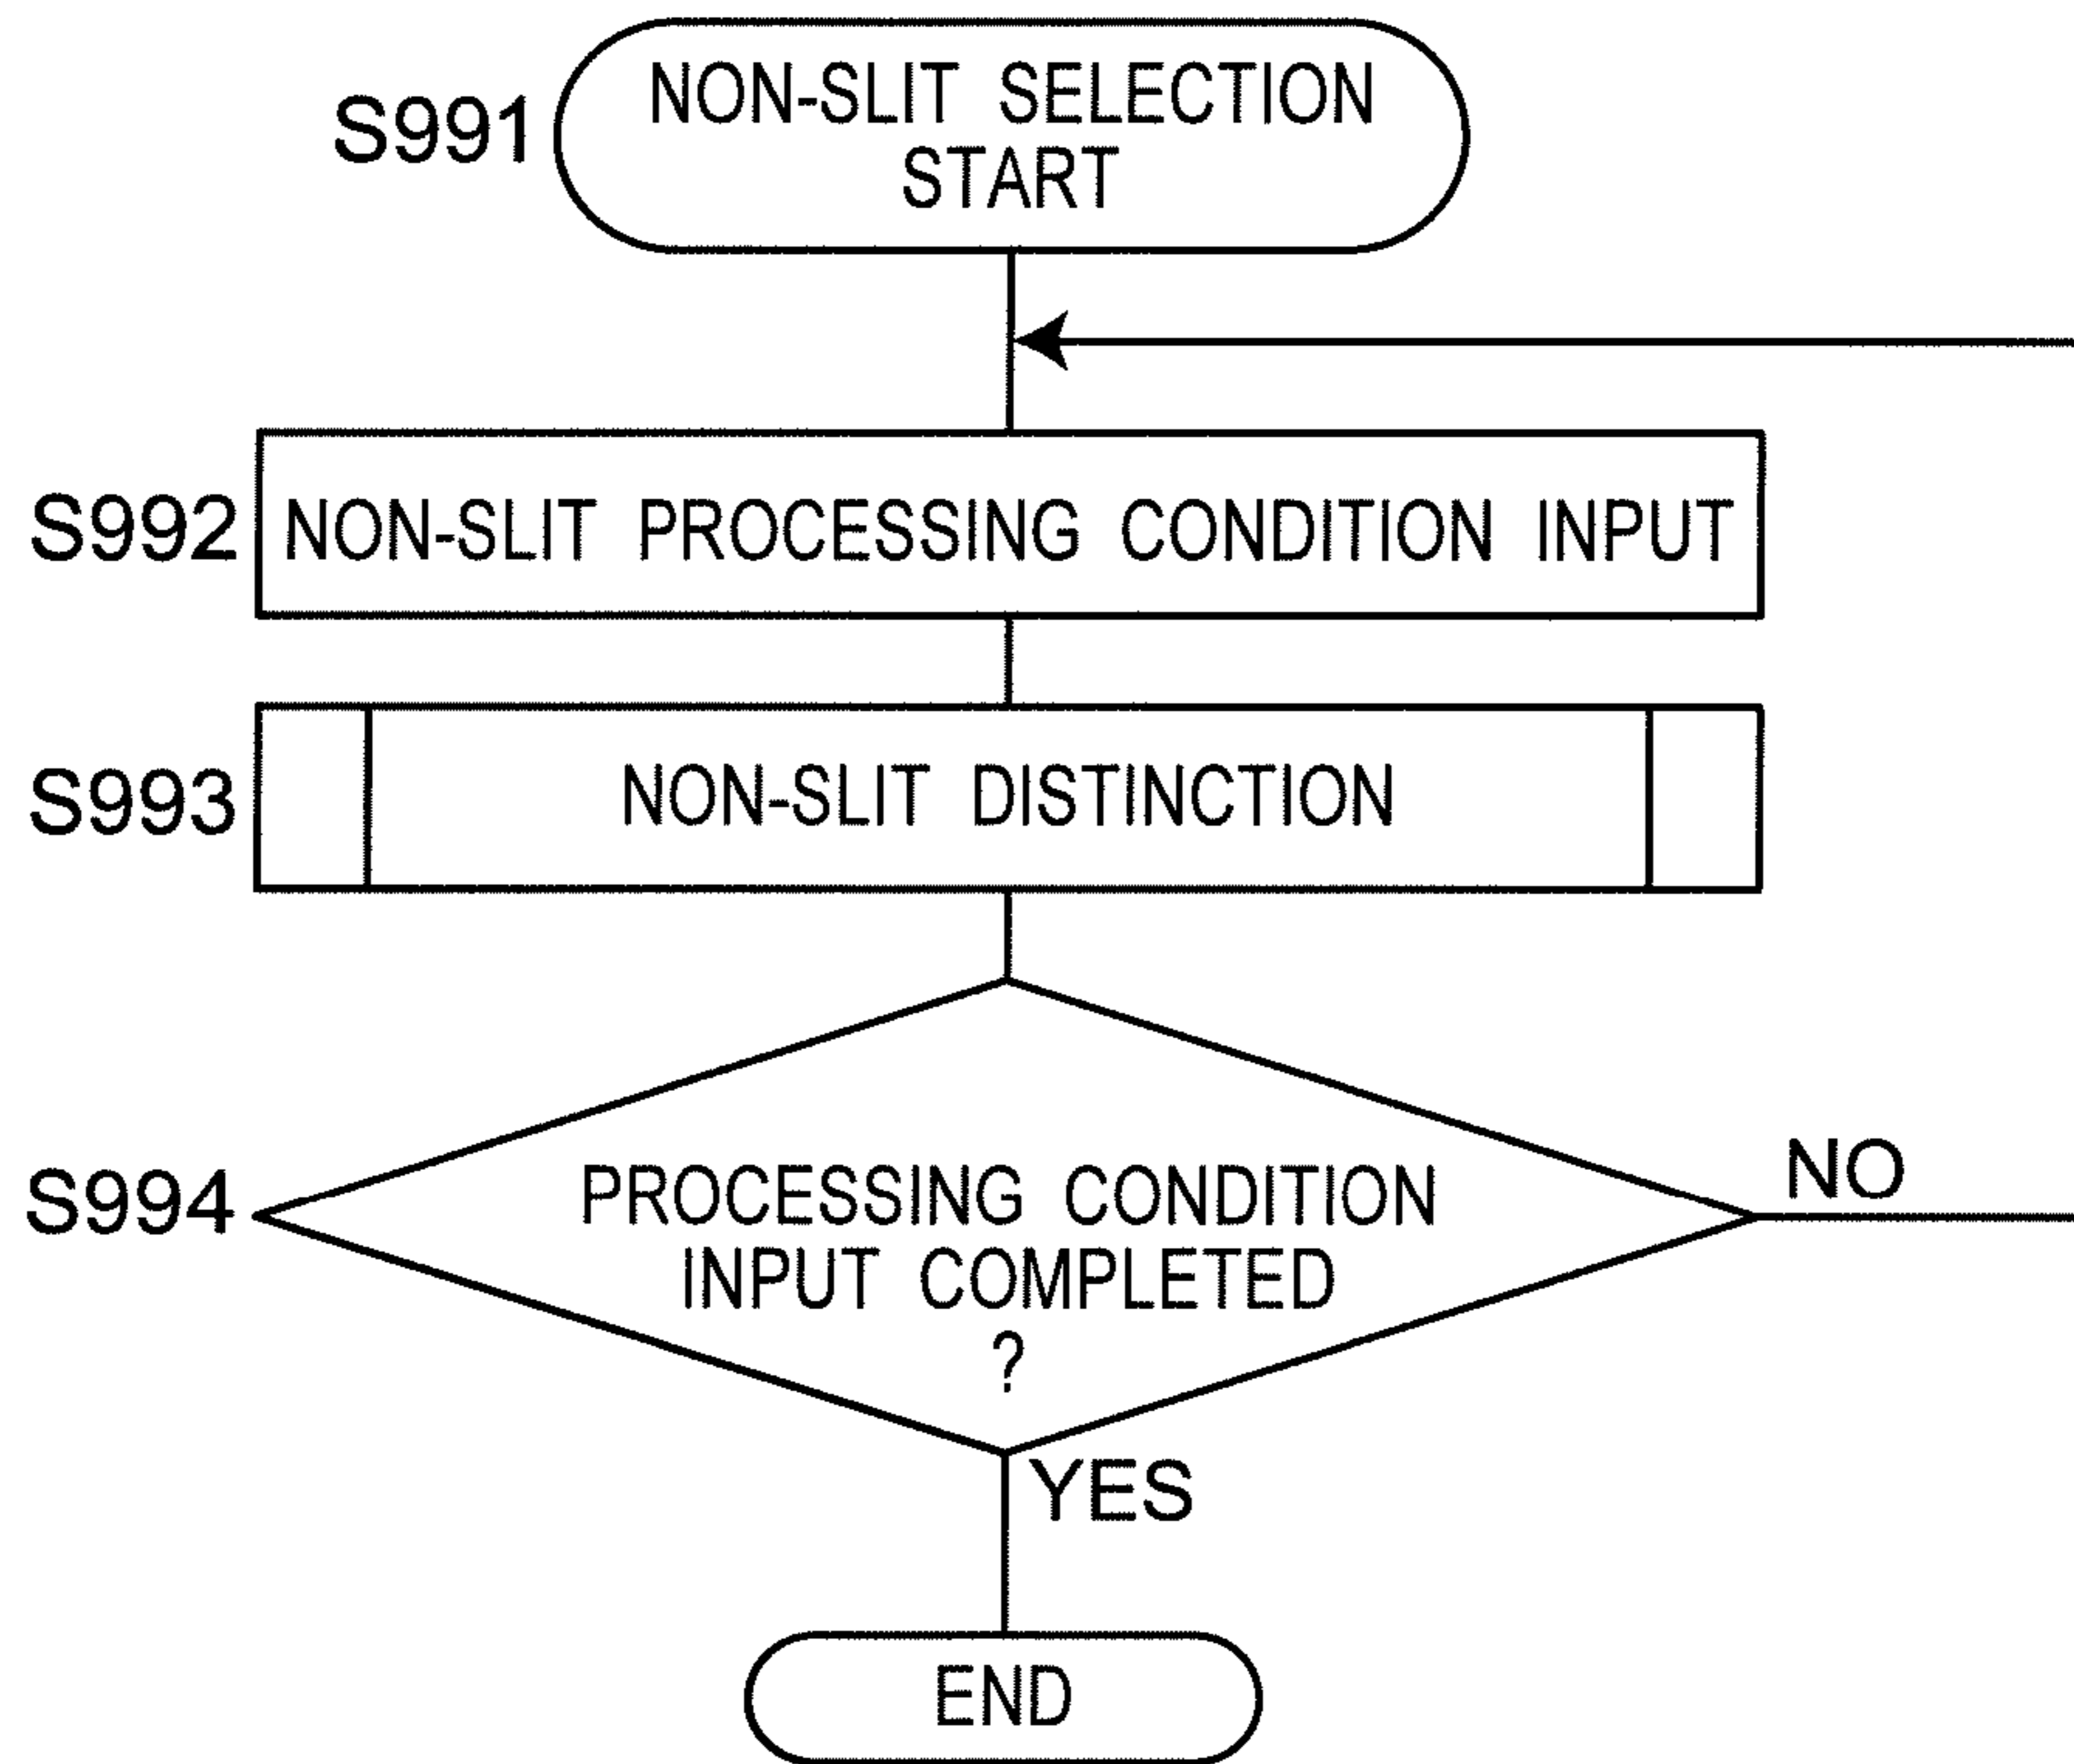 S991
NON-SLIT SELECTION
START
S992
NON-SLIT PROCESSING CONDITION INPUT
S993
NON-SLIT DISTINCTION
S994
PROCESSING CONDITION
INPUT COMPLETED
?
NO
YES
END